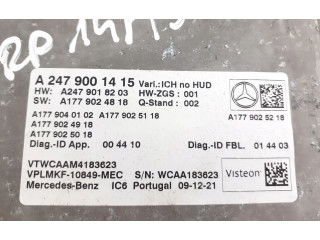 RP 1419
A 247 900 14 15 Vari.:ICH no HUD
HW: A247 901 82 03 HW-ZGS : 001
SW: A177 902 48 18 Q-Stand : 002
A177 904 01 02 A177 902 51 18
A177 902 49 18
A177 902 50 18
A177 902 52 18
Diag.-ID App 00 44 10 Diag.-ID FBL. 01 44 03
VTWCAAM4183623
VPLMKF-10849-MEC S/N: WCAA183623
Mercedes-Benz IC6 Portugal 09-12-21
Visteon